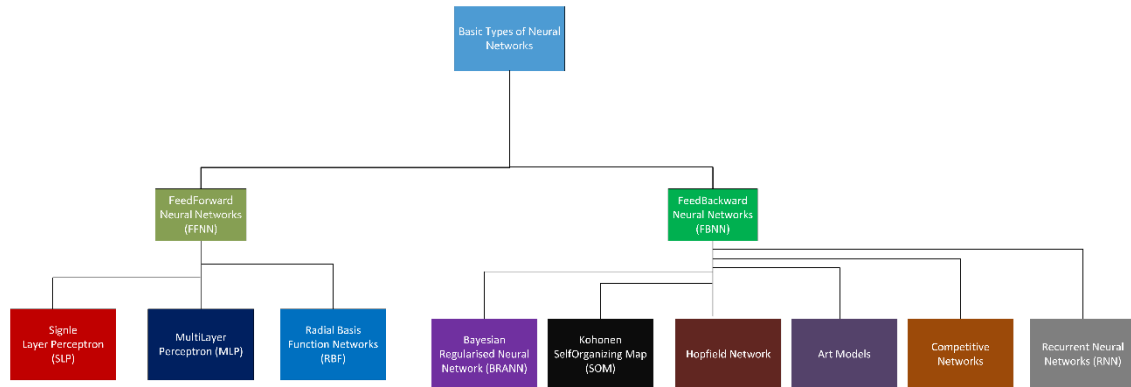 Basic Types of Neural
Networks
FeedForward
Neural Networks
(FFNN)
FeedBackward
Neural Networks
(FBNN)
Signle
Layer Perceptron
(SLP)
MultiLayer
Perceptron (MLP)
Radial Basis
Function Networks
(RBF)
Bayesian
Regularised Neural
Network (BRANN)
Kohonen
SelfOrganizing Map
(SOM)
Hopfield Network
Art Models
Competitive
Networks
Recurrent Neural
Networks (RNN)